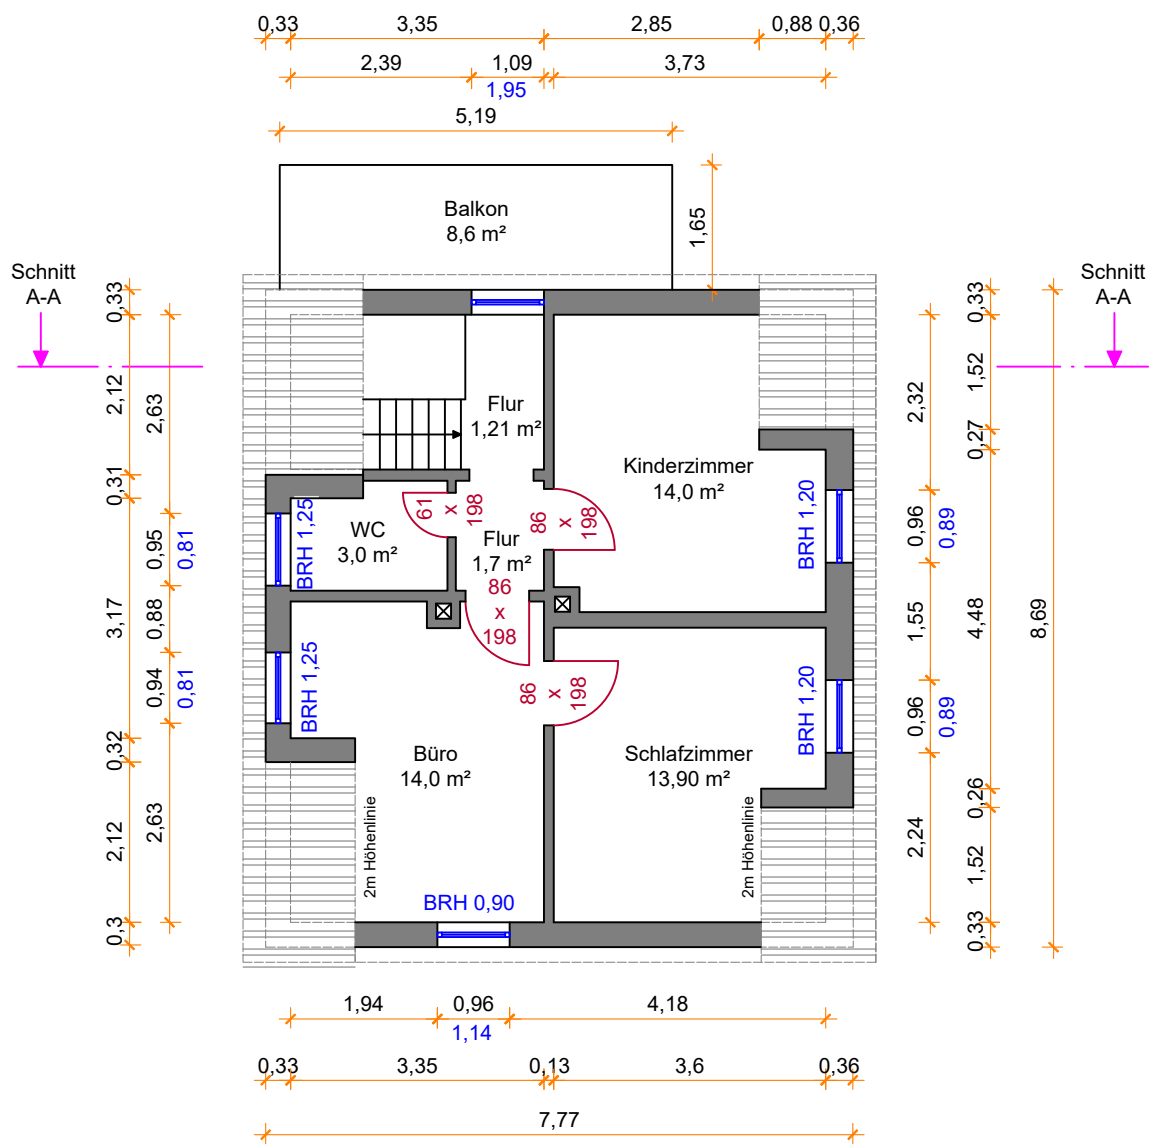 0,33 3,35 2,85 0,88 0,36
2,39 1,09 3,73
1,95
5,19
1,65
Balkon
8,6 m²
Schnitt
A-A
Schnitt
A-A
0,33
2,12
0,31
3,17
0,32
2,12
0,3
2,63
0,95
0,81
0,88
0,94
0,81
2,63
Flur
1,21 m²
Kinderzimmer
14,0 m²
WC
3,0 m²
Flur
1,7 m²
BRH 1,25
BRH 1,25
61
x
198
86
x
198
86
x
198
86
x
198
BRH 1,20
BRH 1,20
Büro
14,0 m²
Schlafzimmer
13,90 m²
2m Höhenlinie
2m Höhenlinie
BRH 0,90
2,32
0,96
0,89
1,55
0,96
0,89
2,24
0,33
1,52
0,27
4,48
0,26
1,52
0,33
8,69
1,94 0,96 4,18
1,14
0,33 3,35 0,13 3,6 0,36
7,77